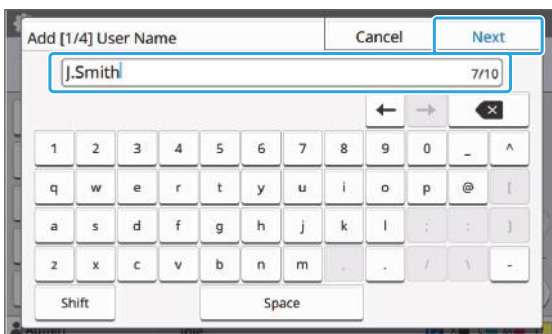 Add [1/4] User Name Cancel Next
J.Smith 7/10
← →
1 2 3 4 5 6 7 8 9 0 _ ^
q w e r t y u i o p @ [
a s d f g h j k l ; : ]
z x c v b n m , . / \ -
Shift Space